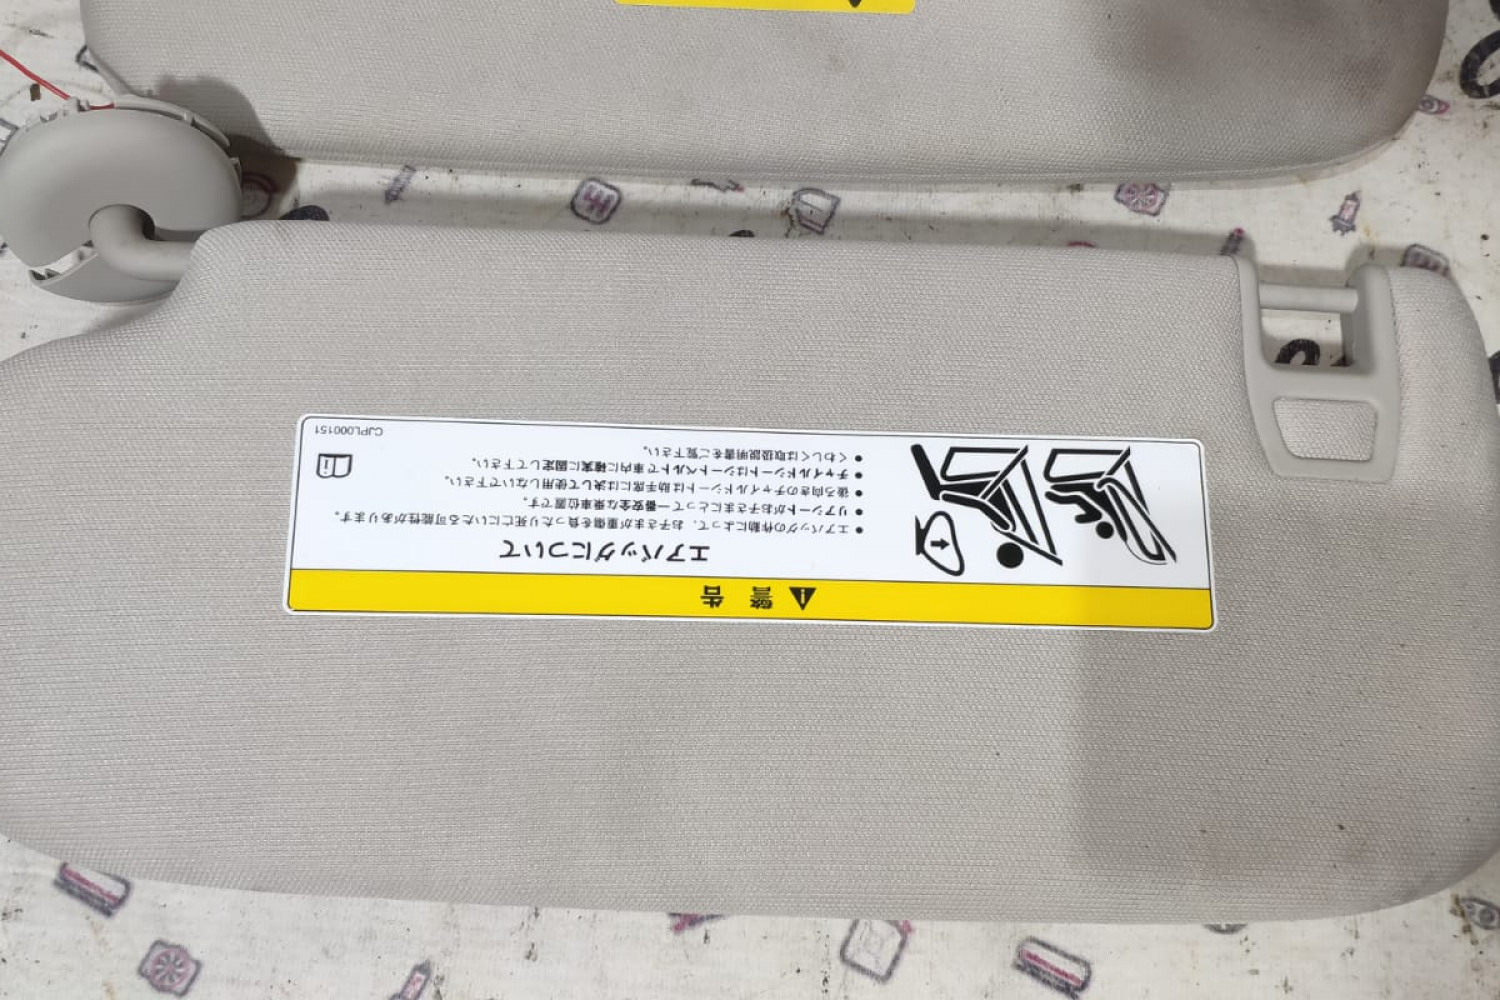 警告
エアバッグについて
● エアバッグの作動によって、お子さまが重傷を負ったり死亡にいたる可能性があります。
● リアシートがお子さまにとって一番安全な乗車位置です。
● 後ろ向きのチャイルドシートは助手席には決して使用しないで下さい。
● チャイルドシートはシートベルトで車内に確実に固定して下さい。
● くわしくは取扱説明書をご覧下さい。
CJPL000151